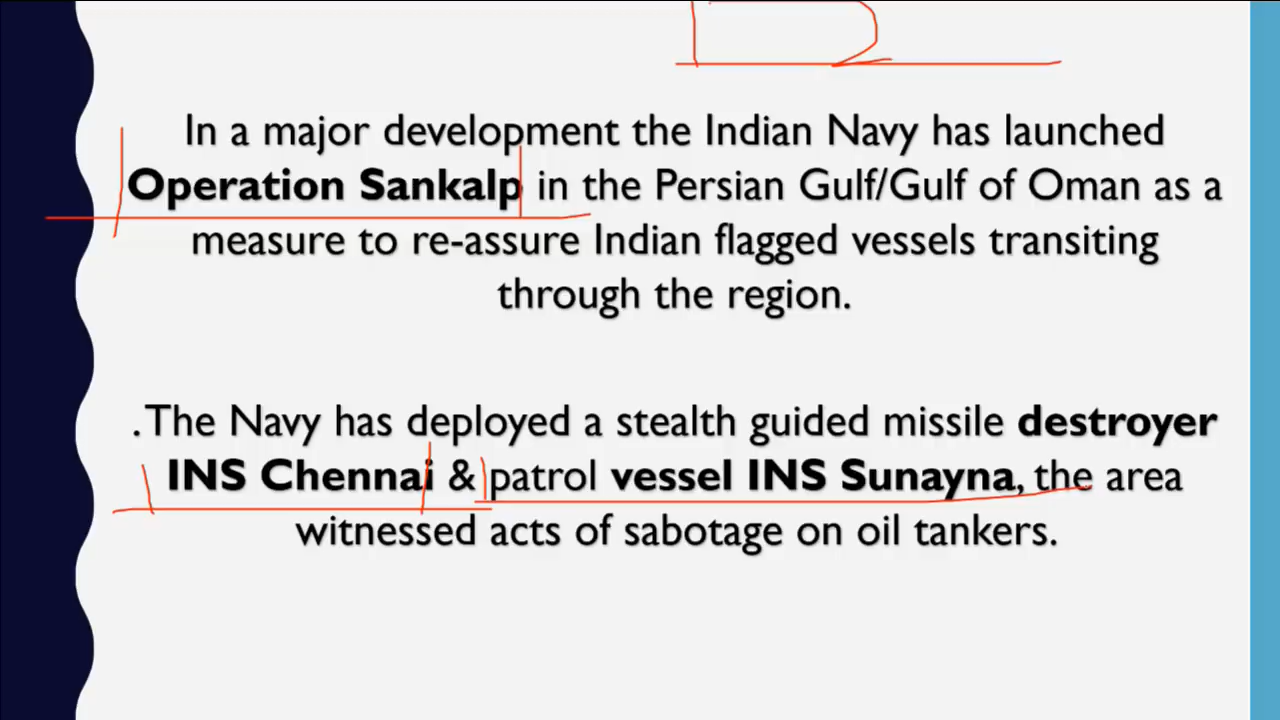 In a major development the Indian Navy has launched
Operation Sankalp in the Persian Gulf/Gulf of Oman as a
measure to re-assure Indian flagged vessels transiting
through the region.
.The Navy has deployed a stealth guided missile destroyer
INS Chennai & patrol vessel INS Sunayna, the area
witnessed acts of sabotage on oil tankers.